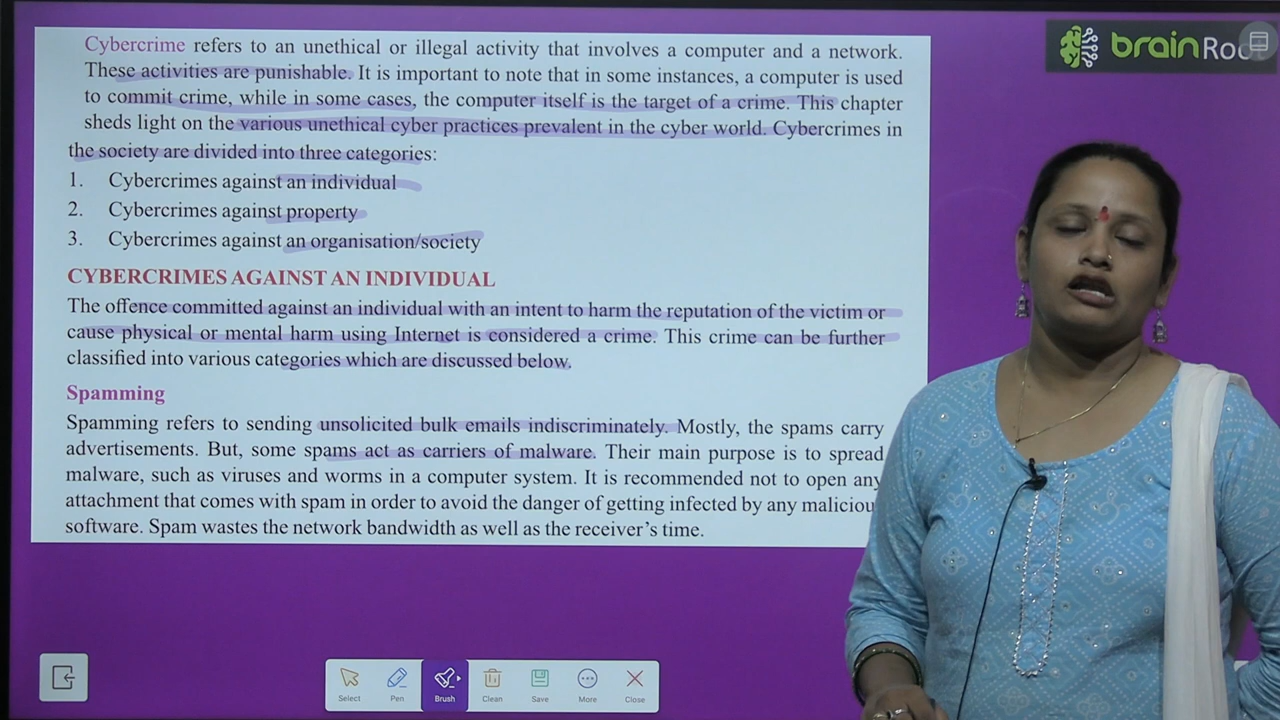 Cybercrime refers to an unethical or illegal activity that involves a computer and a network.
These activities are punishable. It is important to note that in some instances, a computer is used
to commit crime, while in some cases, the computer itself is the target of a crime. This chapter
sheds light on the various unethical cyber practices prevalent in the cyber world. Cybercrimes in
the society are divided into three categories:
1. Cybercrimes against an individual
2. Cybercrimes against property
3. Cybercrimes against an organisation/society
CYBERCRIMES AGAINST AN INDIVIDUAL
The offence committed against an individual with an intent to harm the reputation of the victim or
cause physical or mental harm using Internet is considered a crime. This crime can be further
classified into various categories which are discussed below.
Spamming
Spamming refers to sending unsolicited bulk emails indiscriminately. Mostly, the spams carry
advertisements. But, some spams act as carriers of malware. Their main purpose is to spread
malware, such as viruses and worms in a computer system. It is recommended not to open any
attachment that comes with spam in order to avoid the danger of getting infected by any maliciou
software. Spam wastes the network bandwidth as well as the receiver's time.
brain Root
Select Pen Brush Clean Save More Close